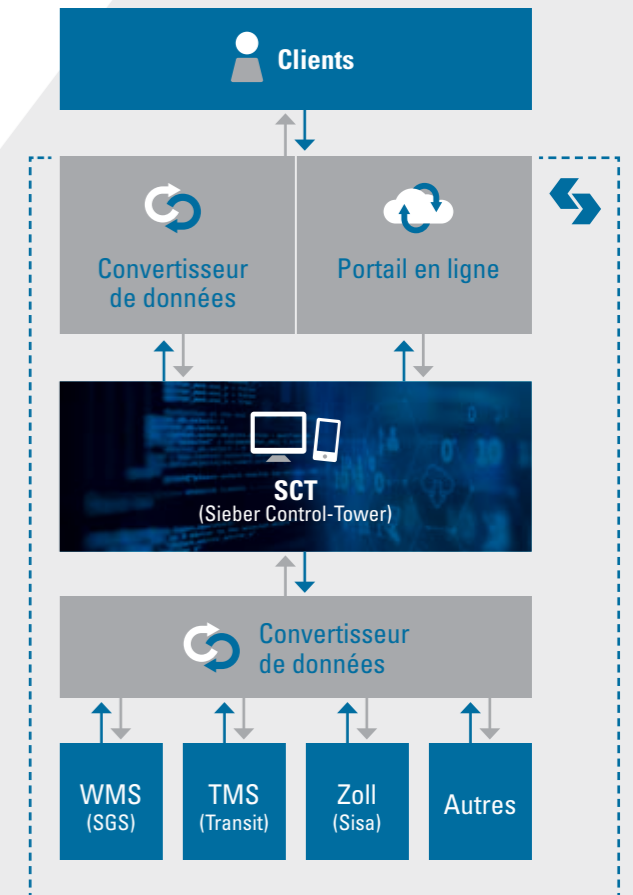 Clients
Convertisseur
de données
Portail en ligne
SCT
(Sieber Control-Tower)
Convertisseur
de données
WMS
(SGS)
TMS
(Transit)
Zoll
(Sisa)
Autres